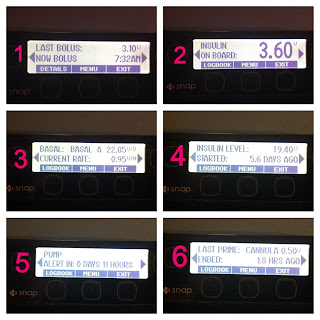 1
LAST BOLUS: 3.10u
NOW BOLUS 7:32AM
DETAILS MENU EXIT
2
INSULIN
ON BOARD: 3.60u
LOGBOOK MENU EXIT
snap
3
BASAL: BASAL A 22.05u/D
CURRENT RATE: 0.95u/H
LOGBOOK MENU EXIT
snap
4
INSULIN LEVEL: 19.40u
STARTED: 5.6 DAYS AGO
LOGBOOK MENU EXIT
snap
5
PUMP
ALERT IN: 0 DAYS 11 HOURS
LOGBOOK MENU EXIT
snap
6
LAST PRIME: CANNULA 0.50u
ENDED: 1.8 HRS AGO
LOGBOOK MENU EXIT
snap